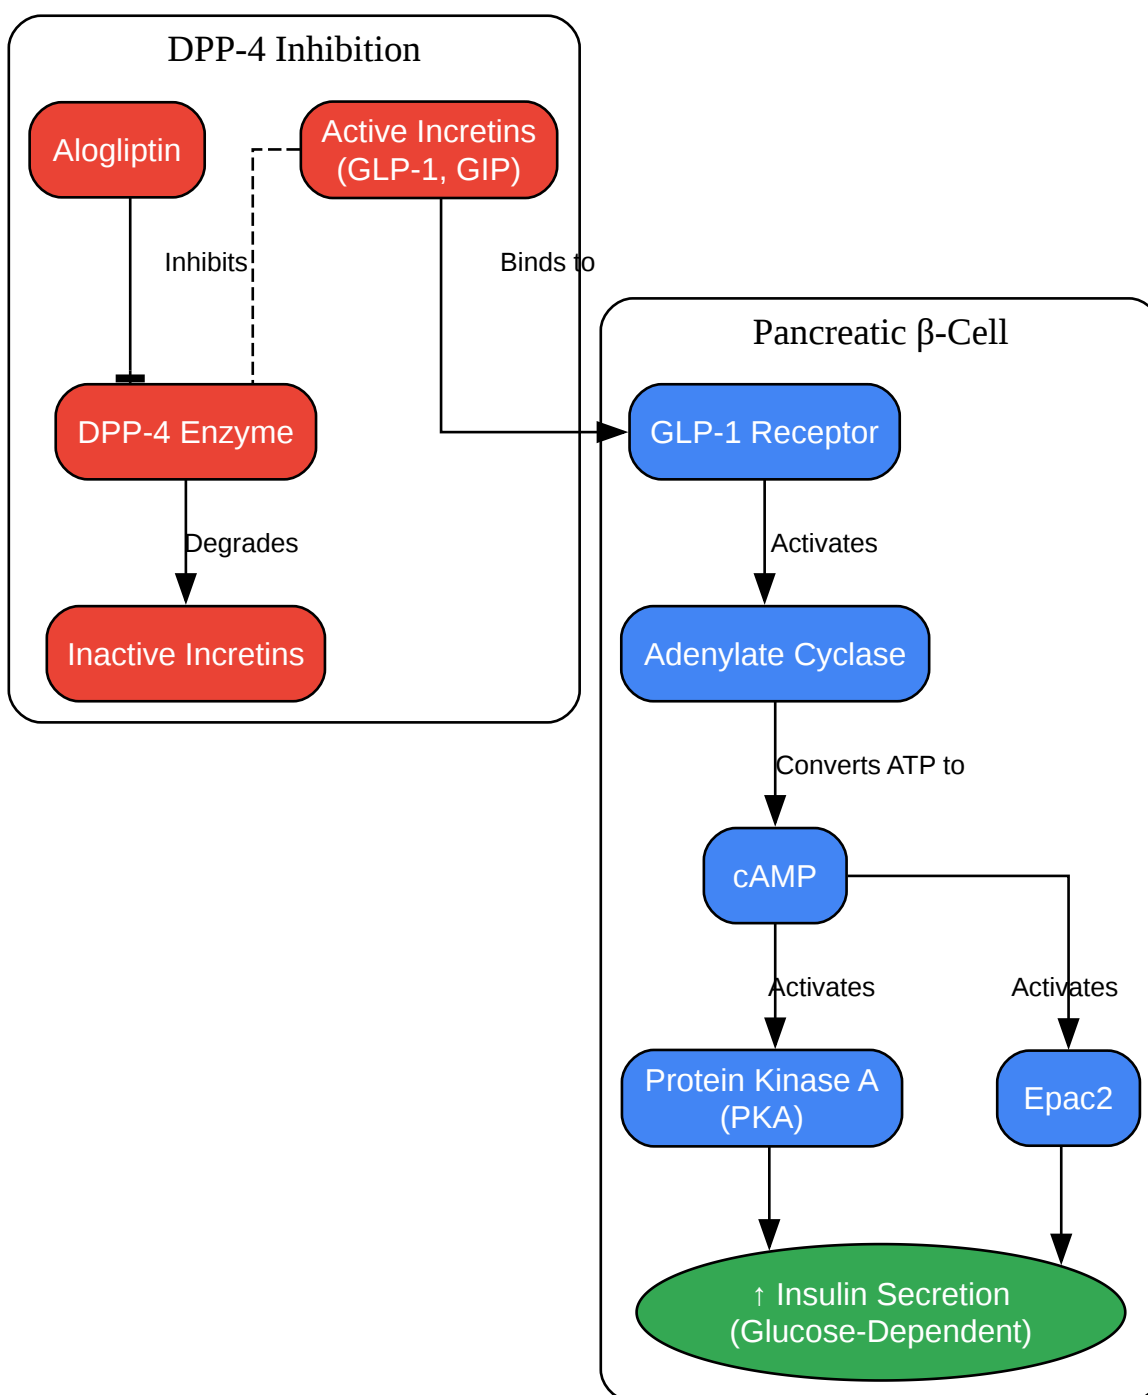 DPP-4 Inhibition
Alogliptin
Active Incretins
(GLP-1, GIP)
Inhibits
Binds to
DPP-4 Enzyme
Degrades
Inactive Incretins
Pancreatic β-Cell
GLP-1 Receptor
Activates
Adenylate Cyclase
Converts ATP to
cAMP
Activates
Activates
Protein Kinase A
(PKA)
Epac2
↑ Insulin Secretion
(Glucose-Dependent)